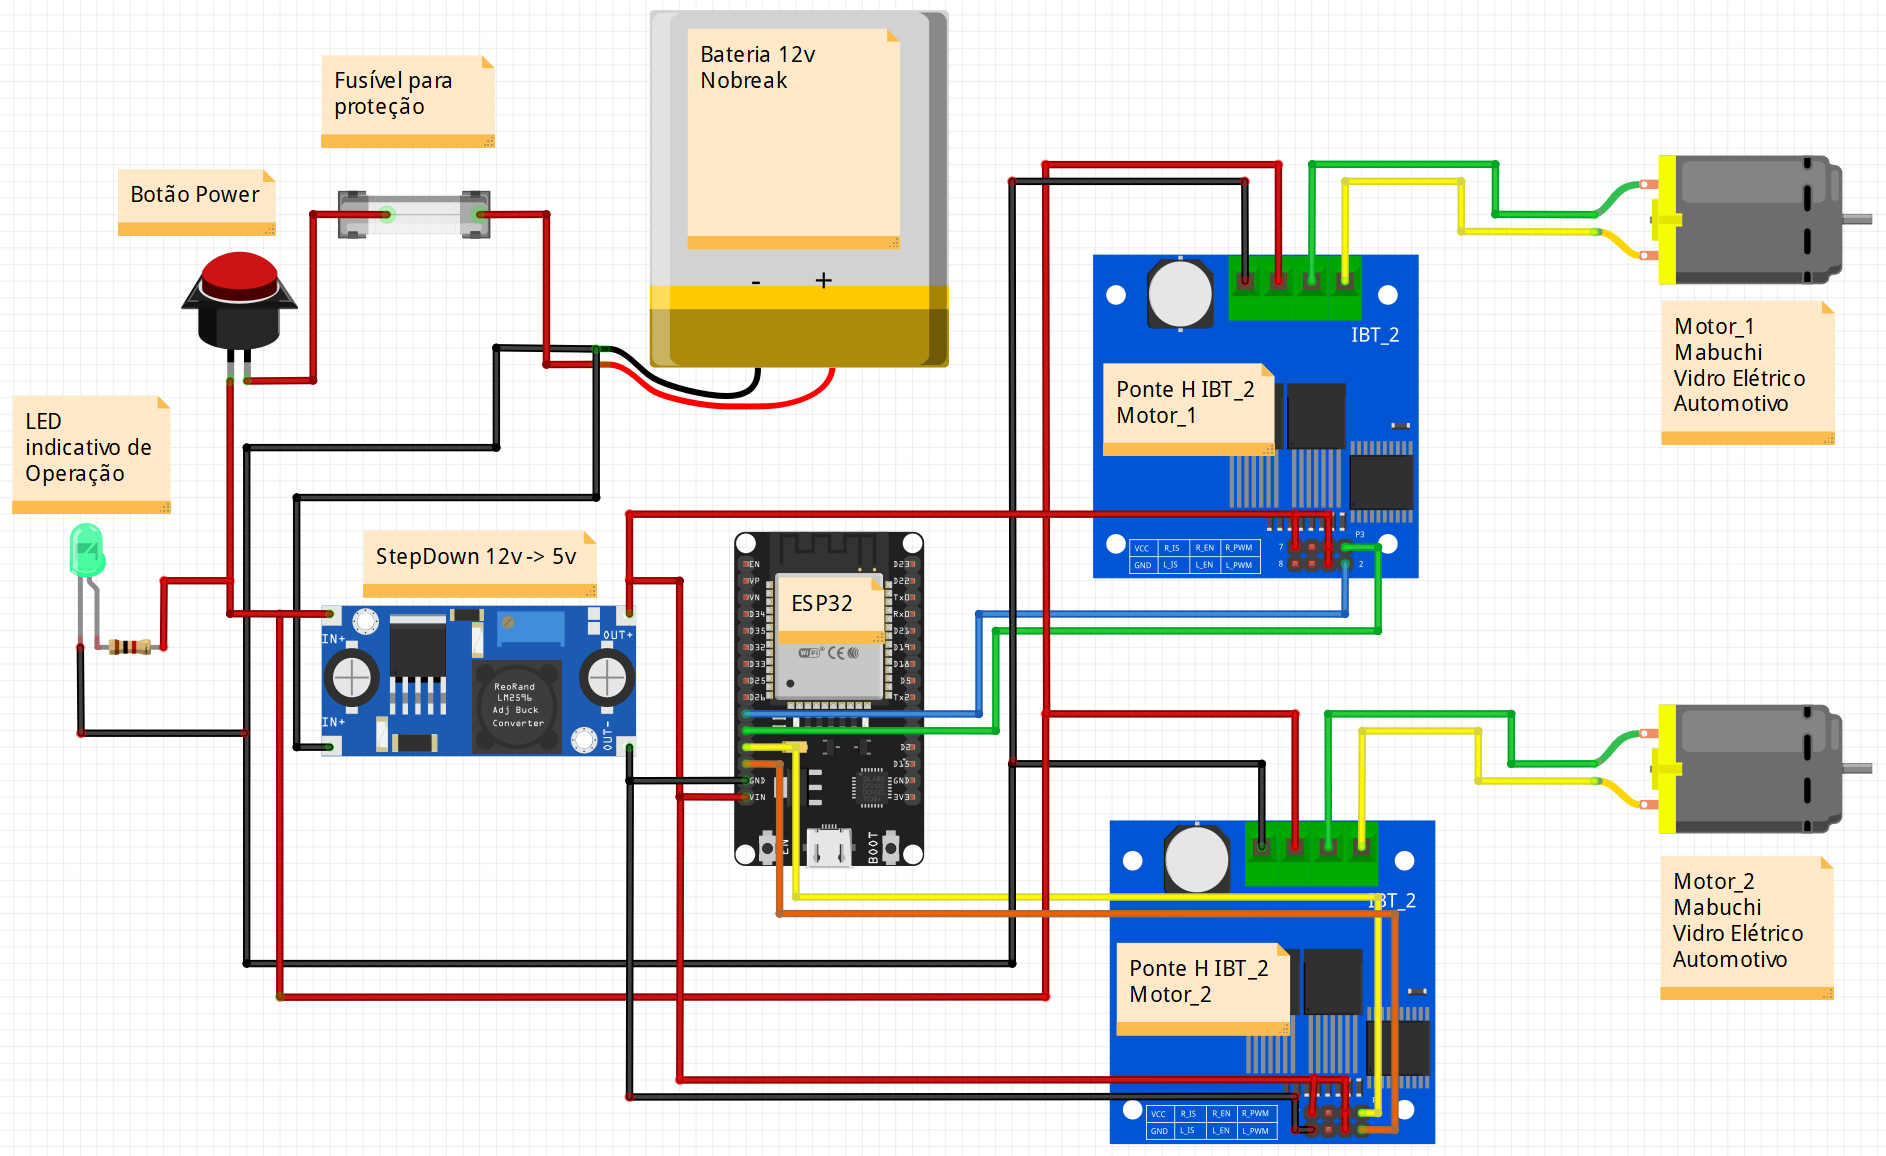 Bateria 12v
Nobreak
- +
Fusível para
proteção
Botão Power
LED
indicativo de
Operação
StepDown 12v -> 5v
IN+
OUT+
IN+
OUT-
ReoRand
LM2596
Adj Buck
Converter
ESP32
WiFi
EN
VP
VN
D34
D35
D32
D33
D25
D26
GND
VIN
D23
D22
Tx0
Rx0
D21
D19
D18
D5
Tx2
D2
D15
GND
3V3
EN
BOOT
IBT_2
Ponte H IBT_2
Motor_1
P3
7
8
2
VCC R_IS R_EN R_PWM
GND L_IS L_EN L_PWM
Motor_1
Mabuchi
Vidro Elétrico
Automotivo
IBT_2
Ponte H IBT_2
Motor_2
VCC R_IS R_EN R_PWM
GND L_IS L_EN L_PWM
Motor_2
Mabuchi
Vidro Elétrico
Automotivo